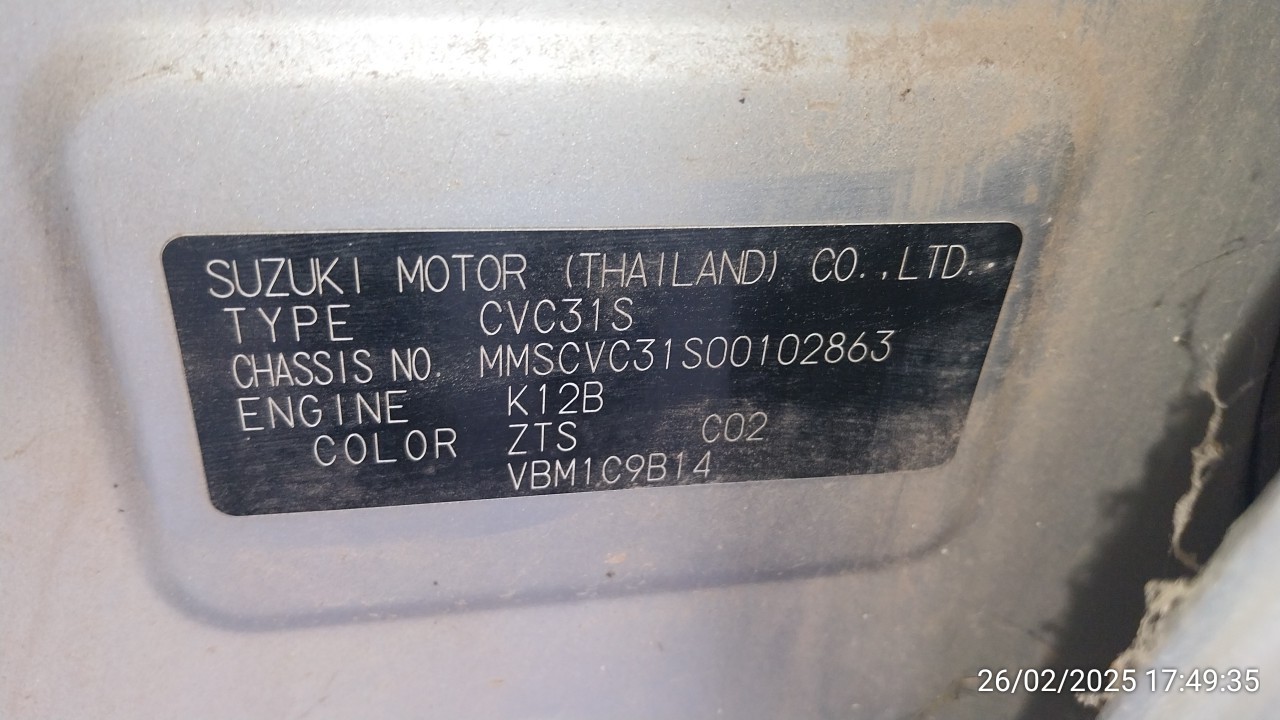 SUZUKI MOTOR (THAILAND) CO.,LTD.
TYPE CVC31S
CHASSIS NO. MMSCVC31S00102863
ENGINE K12B
COLOR ZTS C02
VBM1C9B14
26/02/2025 17:49:35